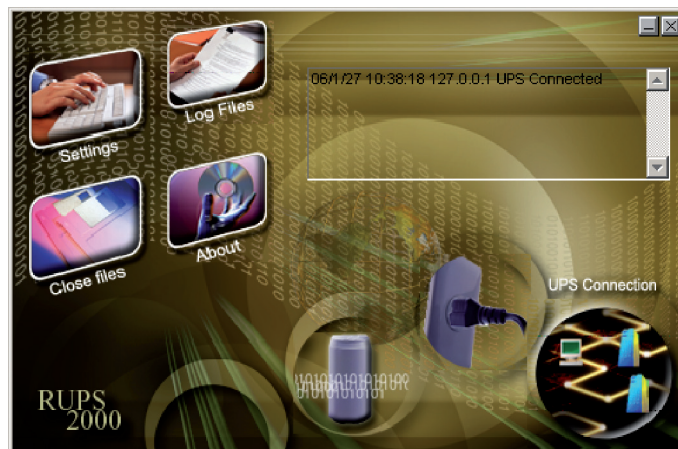 06/1/27 10:38:18 127.0.0.1 UPS Connected
Settings
Log Files
Close files
About
UPS Connection
RUPS
2000